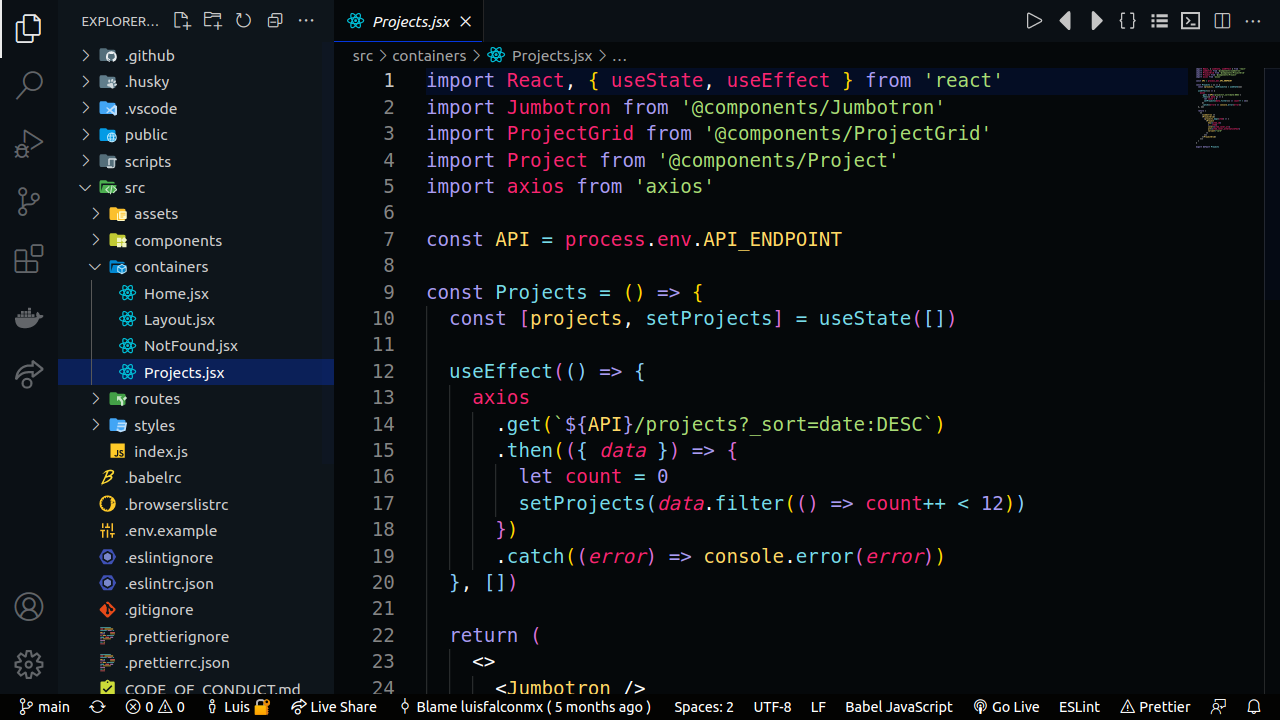 EXPLORER...
.github
.husky
.vscode
public
scripts
src
assets
components
containers
Home.jsx
Layout.jsx
NotFound.jsx
Projects.jsx
routes
styles
index.js
.babelrc
.browserslistrc
.env.example
.eslintignore
.eslintrc.json
.gitignore
.prettierignore
.prettierrc.json
CODE_OF_CONDUCT.md
Projects.jsx
src > containers > Projects.jsx > ...
1 import React, { useState, useEffect } from 'react'
2 import Jumbotron from '@components/Jumbotron'
3 import ProjectGrid from '@components/ProjectGrid'
4 import Project from '@components/Project'
5 import axios from 'axios'
6
7 const API = process.env.API_ENDPOINT
8
9 const Projects = () => {
10 const [projects, setProjects] = useState([])
11
12 useEffect(() => {
13 axios
14 .get(`${API}/projects?_sort=date:DESC`)
15 .then(({ data }) => {
16 let count = 0
17 setProjects(data.filter(() => count++ < 12))
18 })
19 .catch((error) => console.error(error))
20 }, [])
21
22 return (
23 <>
24 <Jumbotron />
main 0 0 Luis Live Share Blame luisfalconmx ( 5 months ago ) Spaces: 2 UTF-8 LF Babel JavaScript Go Live ESLint Prettier